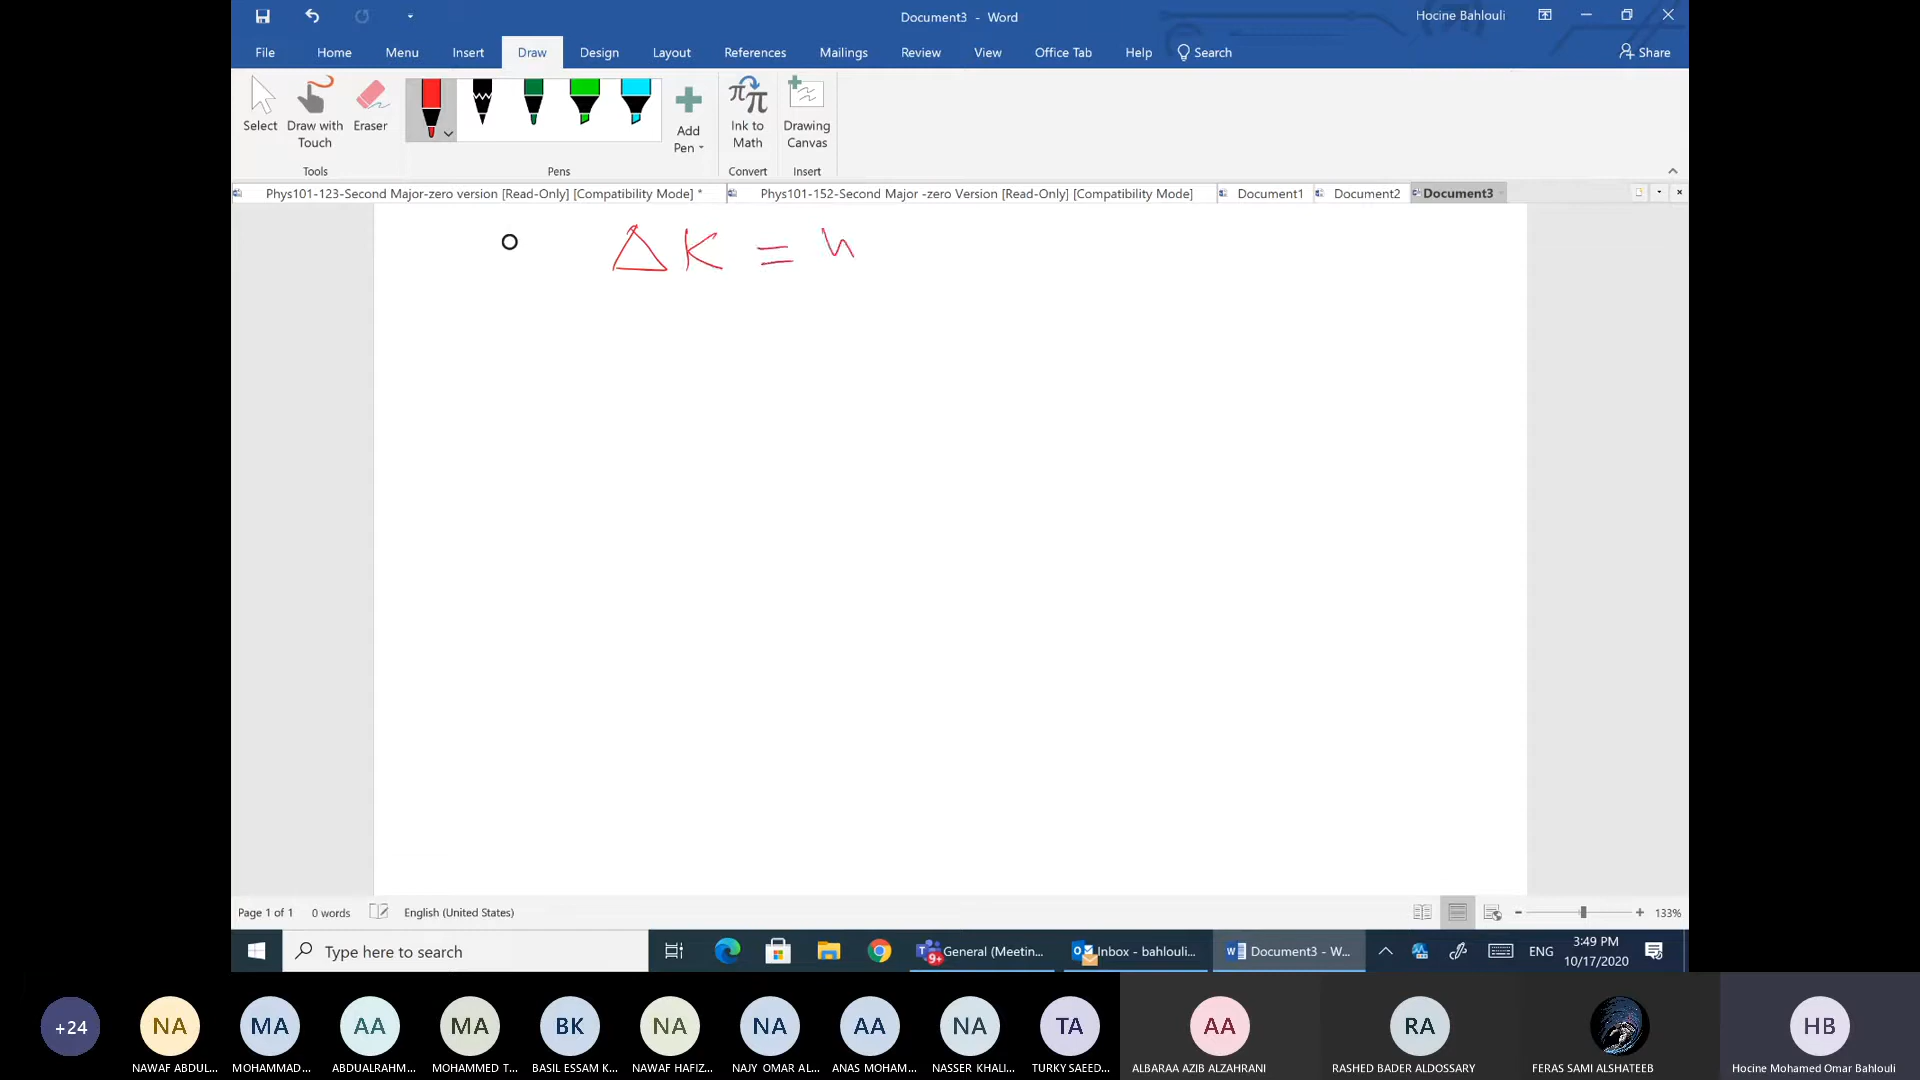 Document3 - Word
Hocine Bahlouli
File Home Menu Insert Draw Design Layout References Mailings Review View Office Tab Help Search Share
Select Draw with Touch Eraser Add Pen Ink to Math Drawing Canvas
Tools Pens Convert Insert
Phys101-123-Second Major-zero version [Read-Only] [Compatibility Mode] * Phys101-152-Second Major -zero Version [Read-Only] [Compatibility Mode] Document1 Document2 Document3
Δ K =
Page 1 of 1 0 words English (United States) 133%
Type here to search 9+ General (Meetin... Inbox - bahlouli... Document3 - W... ENG 3:49 PM
10/17/2020
+24 NA MA AA MA BK NA NA AA NA TA AA RA HB
NAWAF ABDUL... MOHAMMAD... ABDUALRAHM... MOHAMMED T... BASIL ESSAM K... NAWAF HAFIZ... NAJY OMAR AL... ANAS MOHAM... NASSER KHALI... TURKY SAEED... ALBARAA AZIB ALZAHRANI RASHED BADER ALDOSSARY FERAS SAMI ALSHATEEB Hocine Mohamed Omar Bahlouli